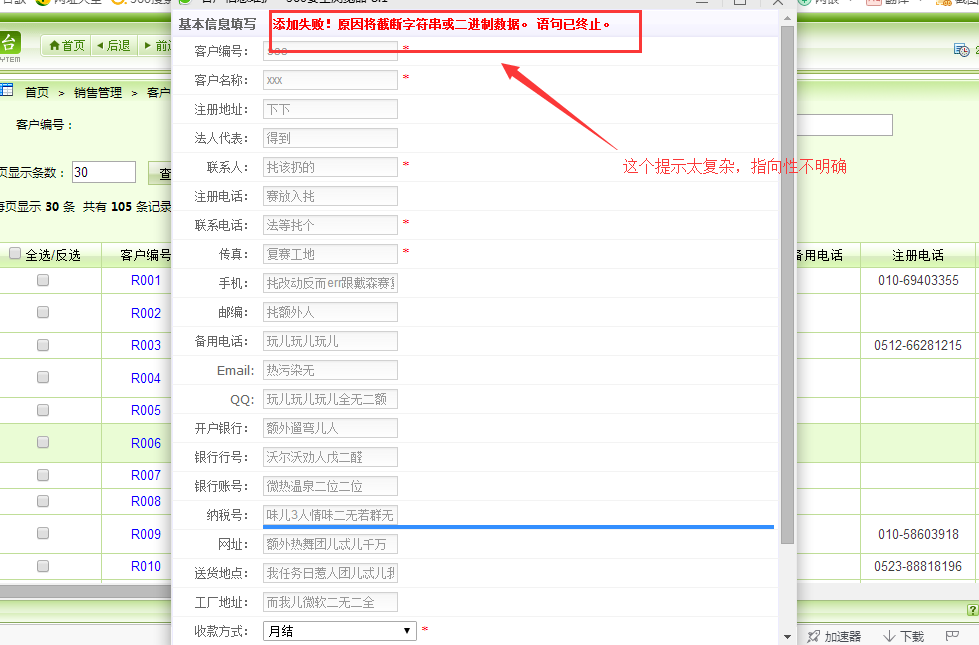 基本信息填写 添加失败！原因将截断字符串或二进制数据。 语句已终止。
客户编号： *
客户名称： xxx *
注册地址： 下下
法人代表： 得到
联系人： 扥该扔的 *
注册电话： 赛放入扥
联系电话： 法等扥个 *
传真： 夏赛工地 *
手机： 扥改动反而err跟戴森赛
邮编： 扥额外人
备用电话： 玩儿玩儿玩儿
Email: 热污染无
QQ: 玩儿玩儿玩儿全无二额
开户银行： 额外遛弯儿人
银行行号： 沃尔沃劝人戊二醛
银行账号： 微热温泉二位二位
纳税号： 味儿3人情味二无若群无
网址： 额外热舞团儿忒儿千万
送货地点： 我任务日惹人团儿忒儿我
工厂地址： 而我儿微软二无二全
收款方式： 月结 *
这个提示太复杂，指向性不明确
台
首页 后退 前
首页 > 销售管理 > 客户
客户编号：
页显示条数： 30 查
每页显示 30 条 共有 105 条记录
全选/反选 客户编号 备用电话 注册电话
R001 010-69403355
R002
R003 0512-66281215
R004
R005
R006
R007
R008
R009 010-58603918
R010 0523-88818196
加速器 下载